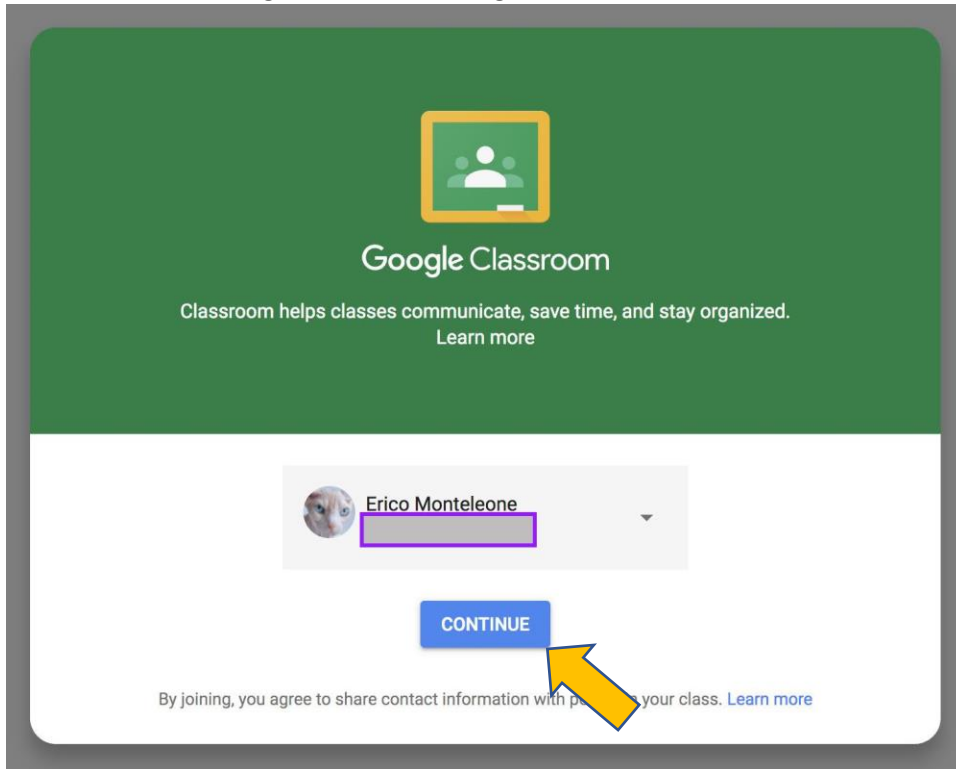 Google Classroom
Classroom helps classes communicate, save time, and stay organized.
Learn more
Erico Monteleone
CONTINUE
By joining, you agree to share contact information with your class. Learn more